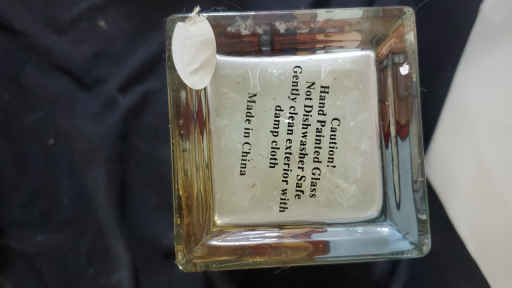 Caution!
Hand Painted Glass
Not Dishwasher Safe
Gently clean exterior with
damp cloth
Made in China